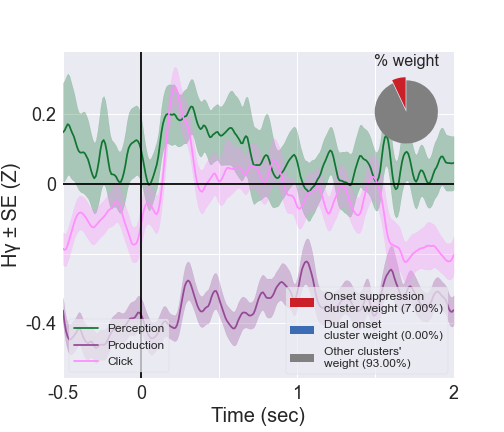 % weight
Hγ ± SE (Z)
0.2
0
-0.4
Perception
Production
Click
Onset suppression
cluster weight (7.00%)
Dual onset
cluster weight (0.00%)
Other clusters'
weight (93.00%)
-0.5
0
1
2
Time (sec)